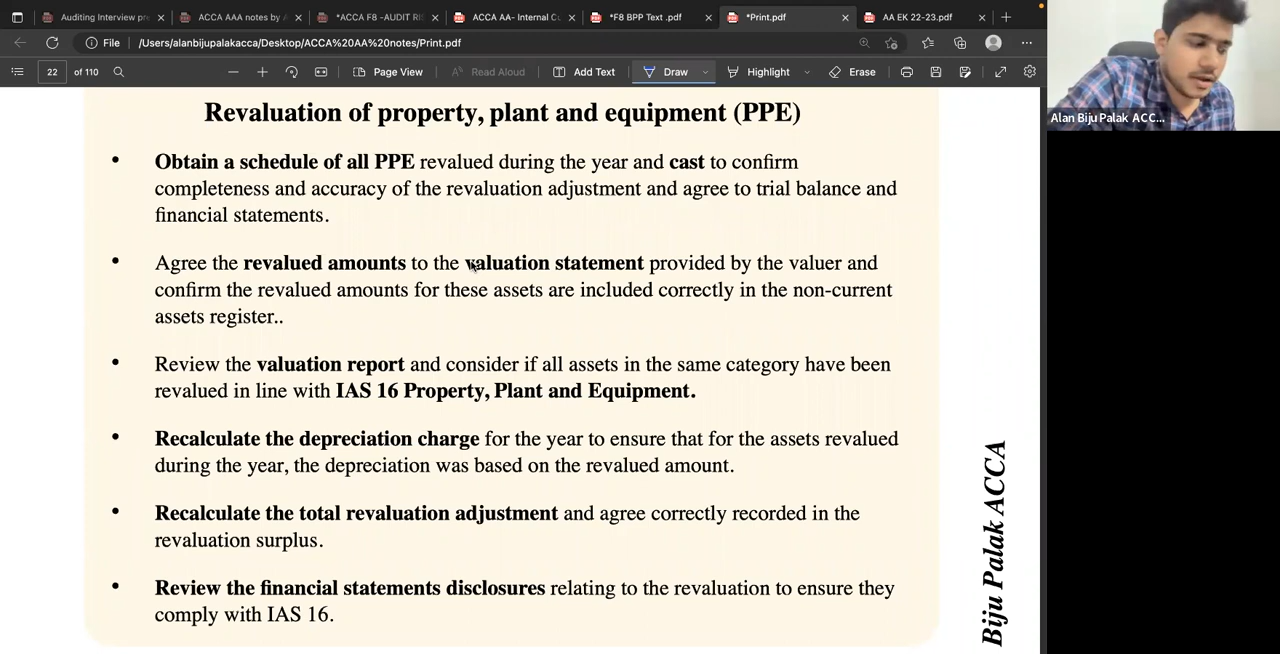 Auditing Interview pre
ACCA AAA notes by A
*ACCA F8 -AUDIT RI
ACCA AA- Internal C
*F8 BPP Text .pdf
*Print.pdf
AA EK 22-23.pdf
File
/Users/alanbijupalakacca/Desktop/ACCA%20AA%20notes/Print.pdf
22 of 110
Page View
Read Aloud
Add Text
Draw
Highlight
Erase
Alan Biju Palak ACC...
Revaluation of property, plant and equipment (PPE)
• Obtain a schedule of all PPE revalued during the year and cast to confirm
completeness and accuracy of the revaluation adjustment and agree to trial balance and
financial statements.
• Agree the revalued amounts to the valuation statement provided by the valuer and
confirm the revalued amounts for these assets are included correctly in the non-current
assets register..
• Review the valuation report and consider if all assets in the same category have been
revalued in line with IAS 16 Property, Plant and Equipment.
• Recalculate the depreciation charge for the year to ensure that for the assets revalued
during the year, the depreciation was based on the revalued amount.
• Recalculate the total revaluation adjustment and agree correctly recorded in the
revaluation surplus.
• Review the financial statements disclosures relating to the revaluation to ensure they
comply with IAS 16.
Biju Palak ACCA